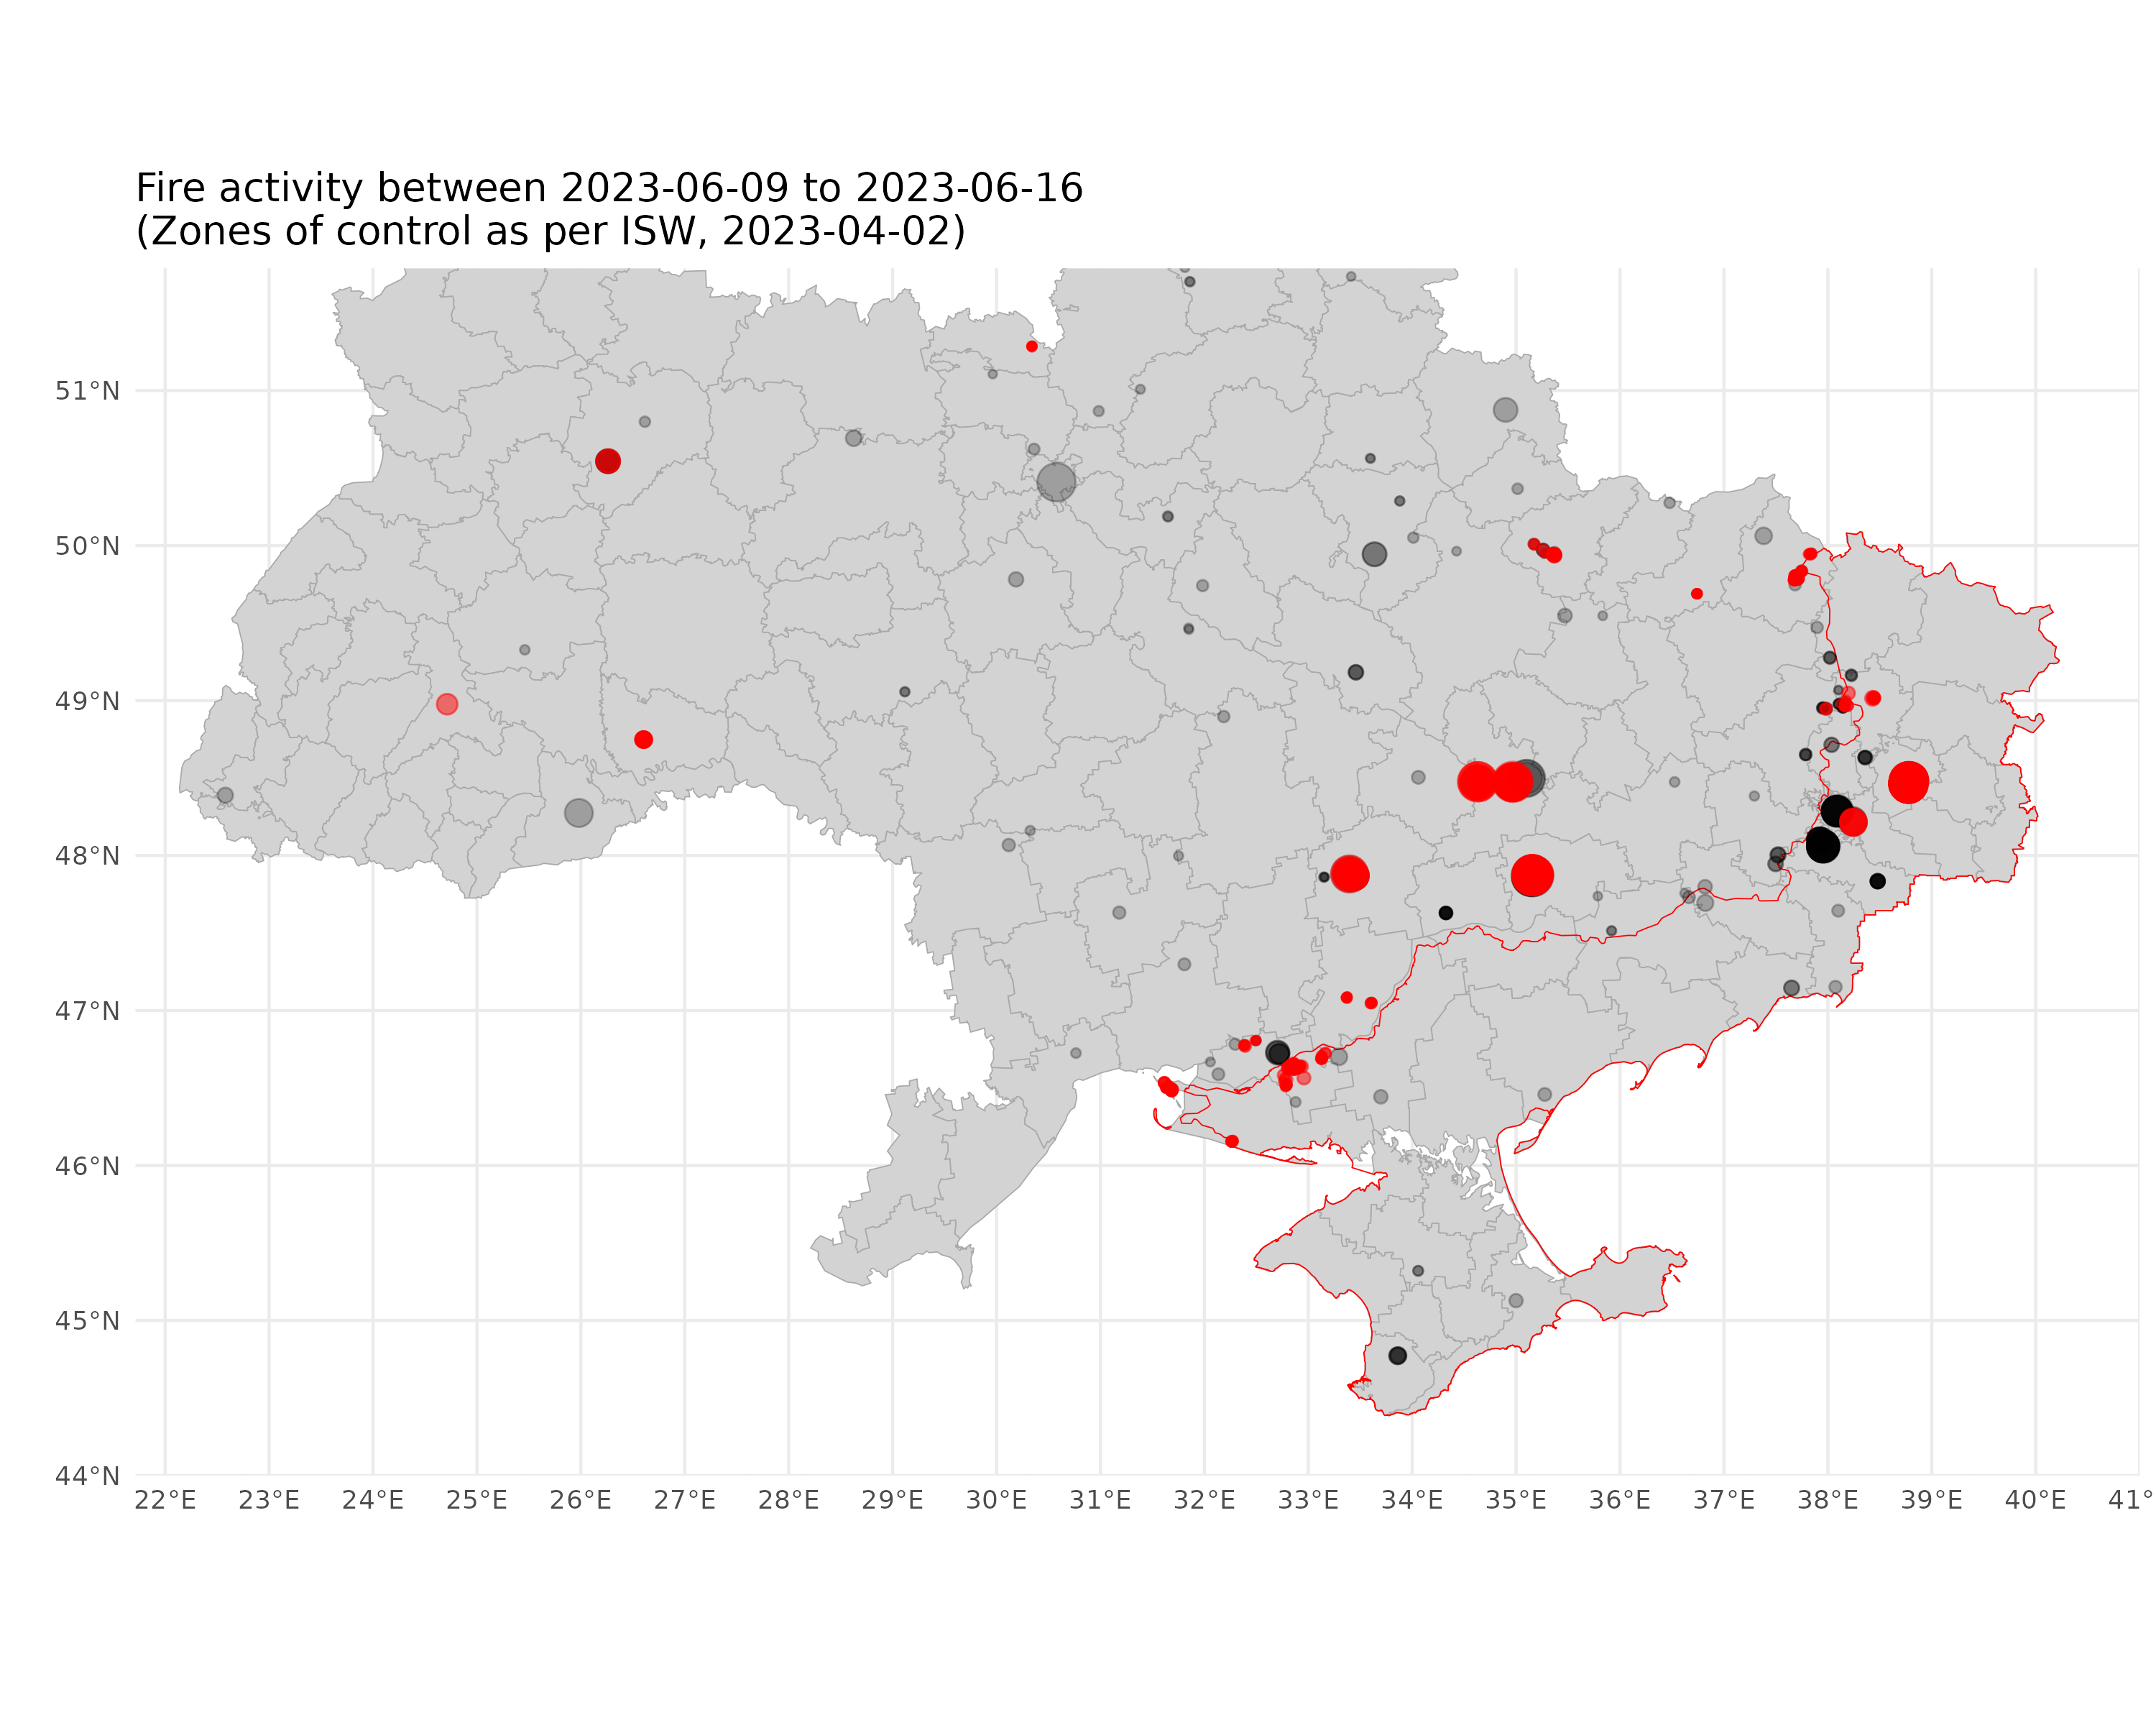 Fire activity between 2023-06-09 to 2023-06-16
(Zones of control as per ISW, 2023-04-02)
51°N
50°N
49°N
48°N
47°N
46°N
45°N
44°N
22°E 23°E 24°E 25°E 26°E 27°E 28°E 29°E 30°E 31°E 32°E 33°E 34°E 35°E 36°E 37°E 38°E 39°E 40°E 41°